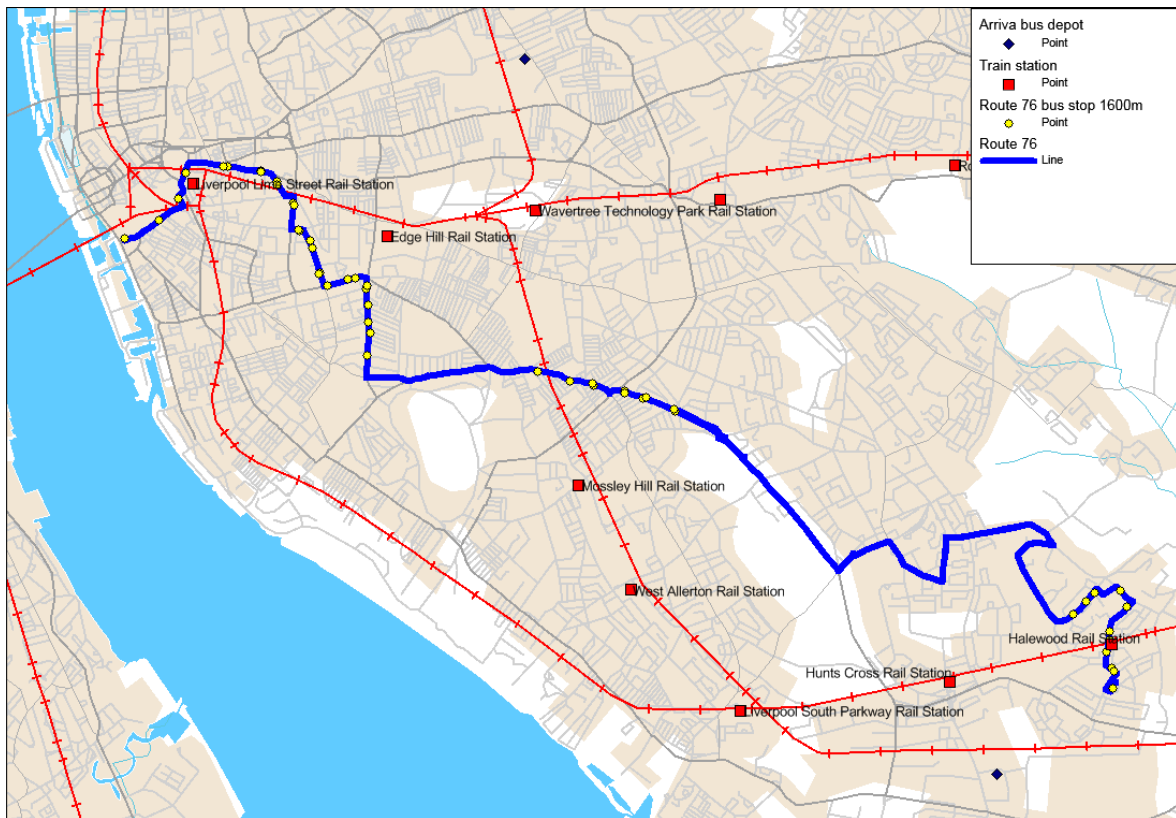 Arriva bus depot
Point
Train station
Point
Route 76 bus stop 1600m
Point
Route 76
Line
Liverpool Lime Street Rail Station
Wavertree Technology Park Rail Station
Edge Hill Rail Station
Mossley Hill Rail Station
West Allerton Rail Station
Halewood Rail Station
Hunts Cross Rail Station
Liverpool South Parkway Rail Station